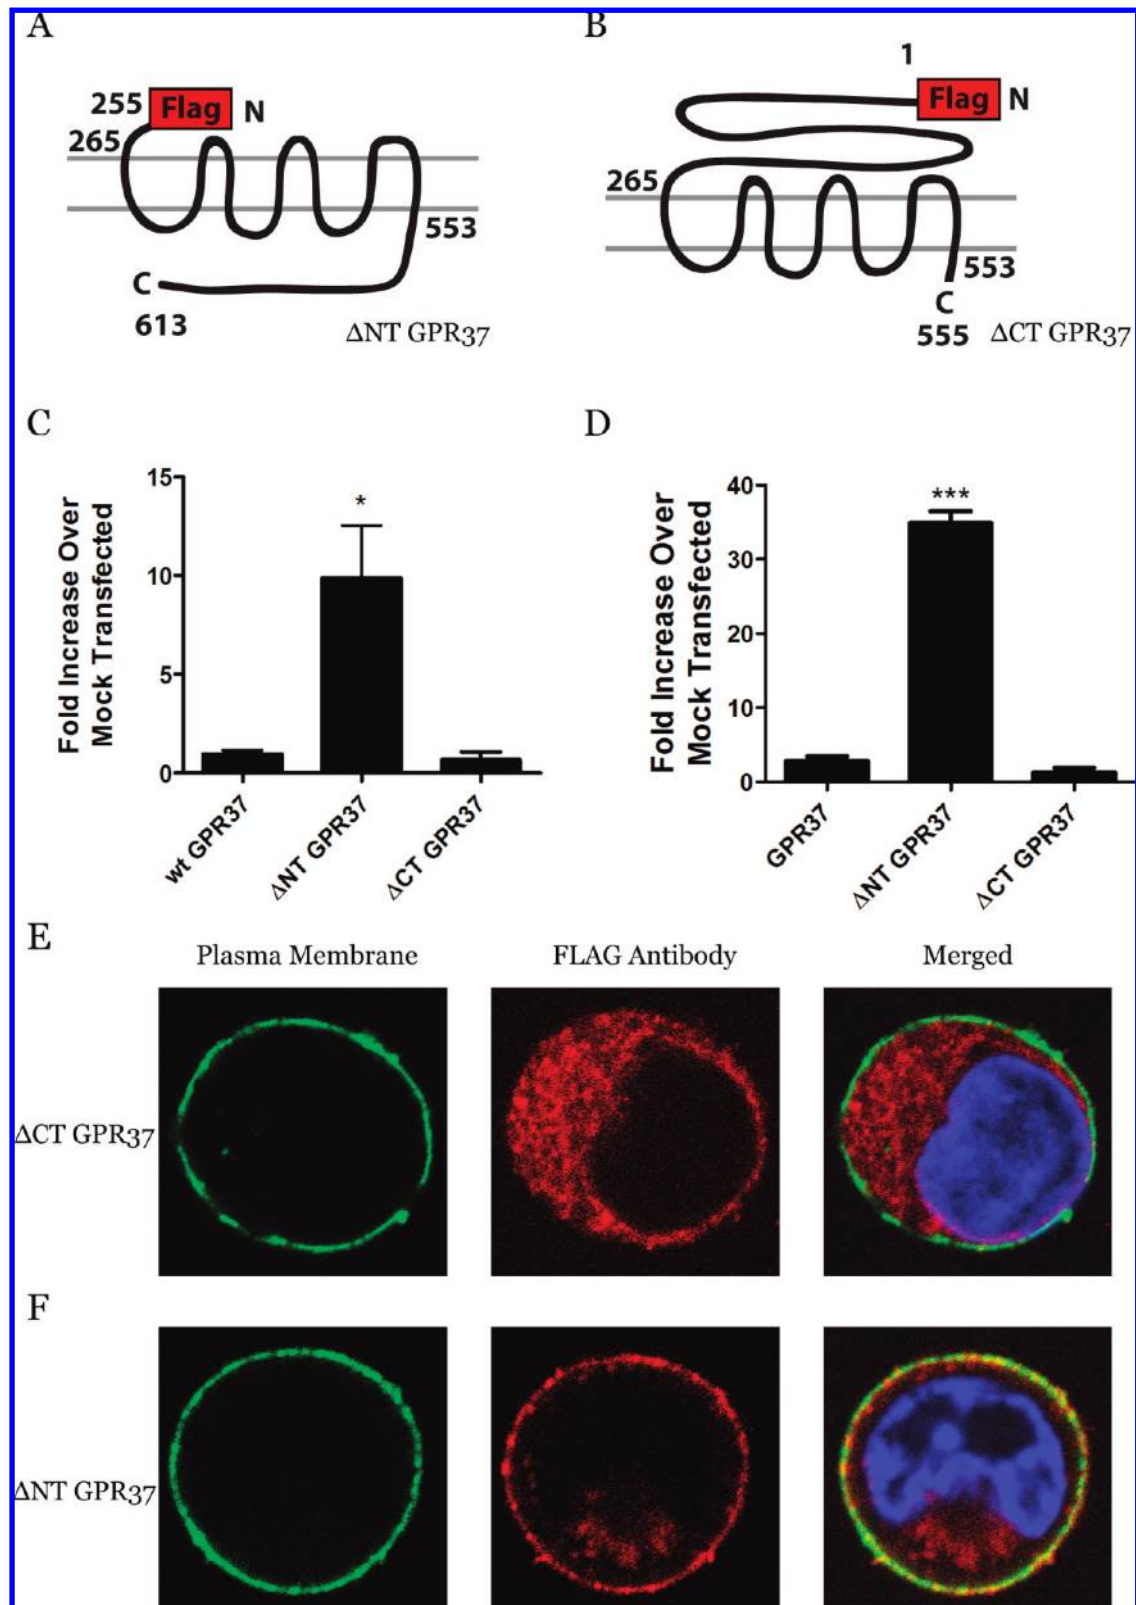 A
255
Flag
N
265
553
C
613
ΔNT GPR37
B
1
Flag
N
265
553
C
555
ΔCT GPR37
C
Fold Increase Over
Mock Transfected
15
10
5
0
*
wt GPR37
ΔNT GPR37
ΔCT GPR37
D
Fold Increase Over
Mock Transfected
40
30
20
10
0
***
GPR37
ΔNT GPR37
ΔCT GPR37
E
Plasma Membrane
FLAG Antibody
Merged
ΔCT GPR37
F
ΔNT GPR37